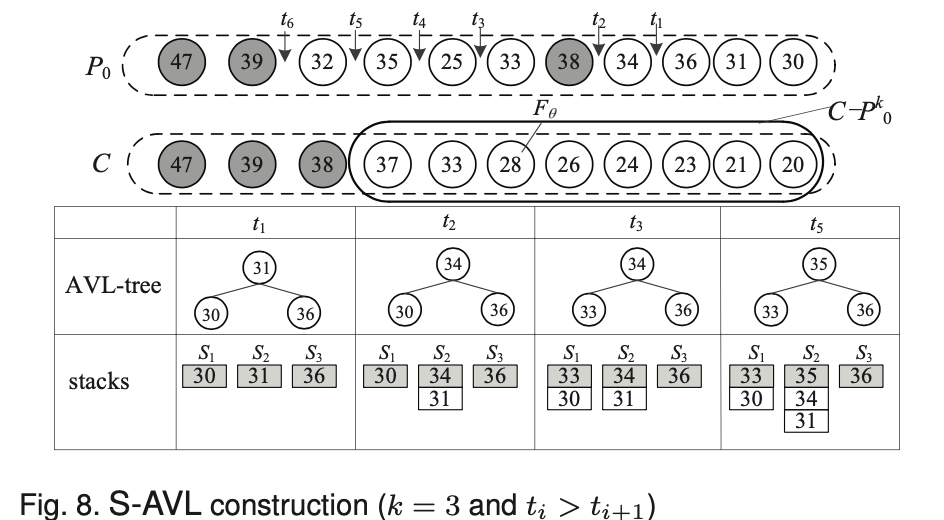 t6 t5 t4 t3 t2 t1
P0 47 39 32 35 25 33 38 34 36 31 30
Fθ C−P^k_0
C 47 39 38 37 33 28 26 24 23 21 20
t1 t2 t3 t5
AVL-tree
31 34 34 35
30 36 30 36 33 36 33 36
S1 S2 S3 S1 S2 S3 S1 S2 S3 S1 S2 S3
stacks
30 31 36 30 34 36 33 34 36 33 35 36
31 30 31 30 34
31
Fig. 8. S-AVL construction (k = 3 and ti > ti+1)